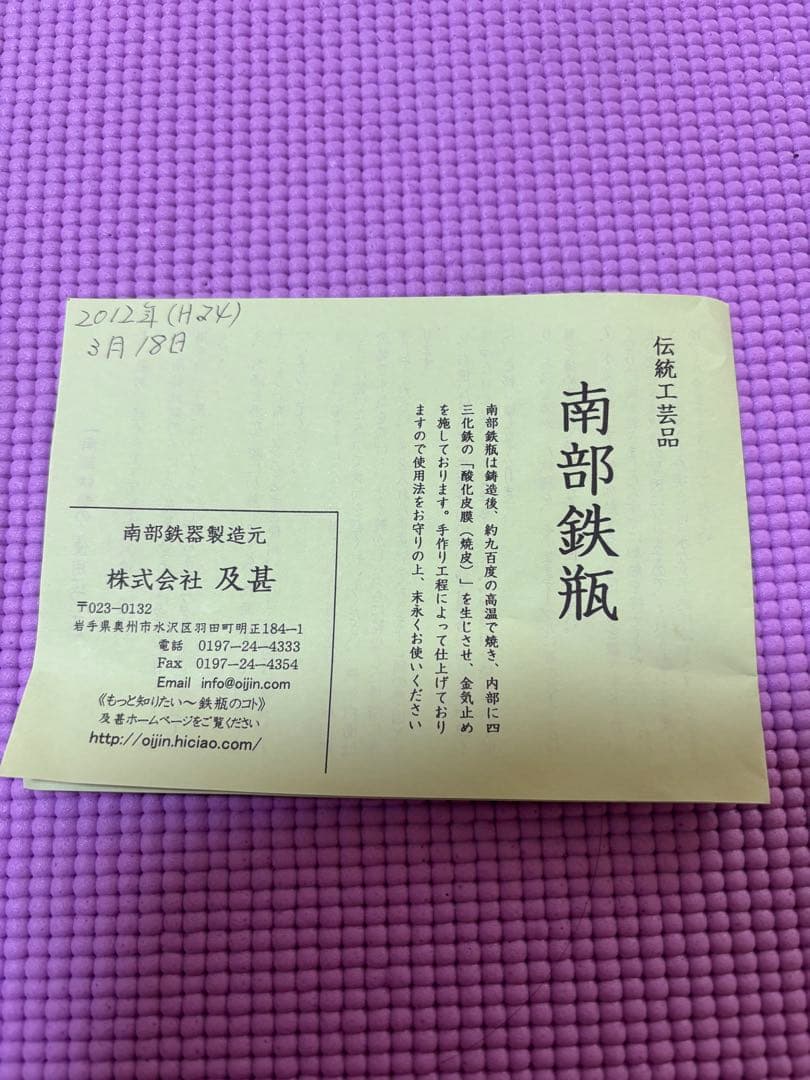 2012年(H24)
3月18日
伝統工芸品
南部鉄瓶
南部鉄瓶は鋳造後、約九百度の高温で焼き、内部に四
三化鉄の「酸化皮膜（焼皮）」を生じさせ、金気止め
を施しております。手作り工程によって仕上げており
ますので使用法をお守りの上、末永くお使いください
南部鉄器製造元
株式会社 及甚
〒023-0132
岩手県奥州市水沢区羽田町明正184-1
電話 0197-24-4333
Fax 0197-24-4354
Email info@oijin.com
《もっと知りたい～鉄瓶のコト》
及甚ホームページをご覧ください
http://oijin.hiciao.com/